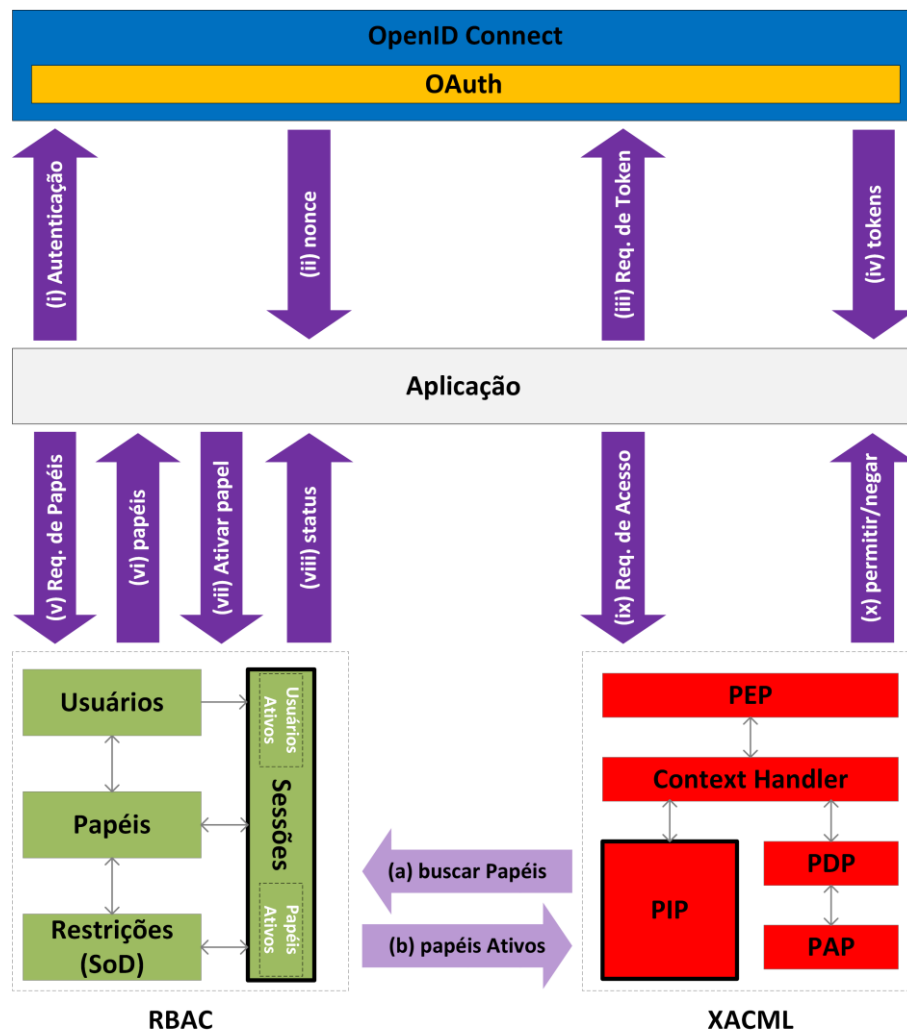 OpenID Connect
OAuth
(i) Autenticação
(ii) nonce
(iii) Req. de Token
(iv) tokens
Aplicação
(v) Req. de Papéis
(vi) papéis
(vii) Ativar papel
(viii) status
(ix) Req. de Acesso
(x) permitir/negar
Usuários
Papéis
Restrições
(SoD)
Usuários
Ativos
Sessões
Papéis
Ativos
(a) buscar Papéis
(b) papéis Ativos
PEP
Context Handler
PIP
PDP
PAP
RBAC
XACML